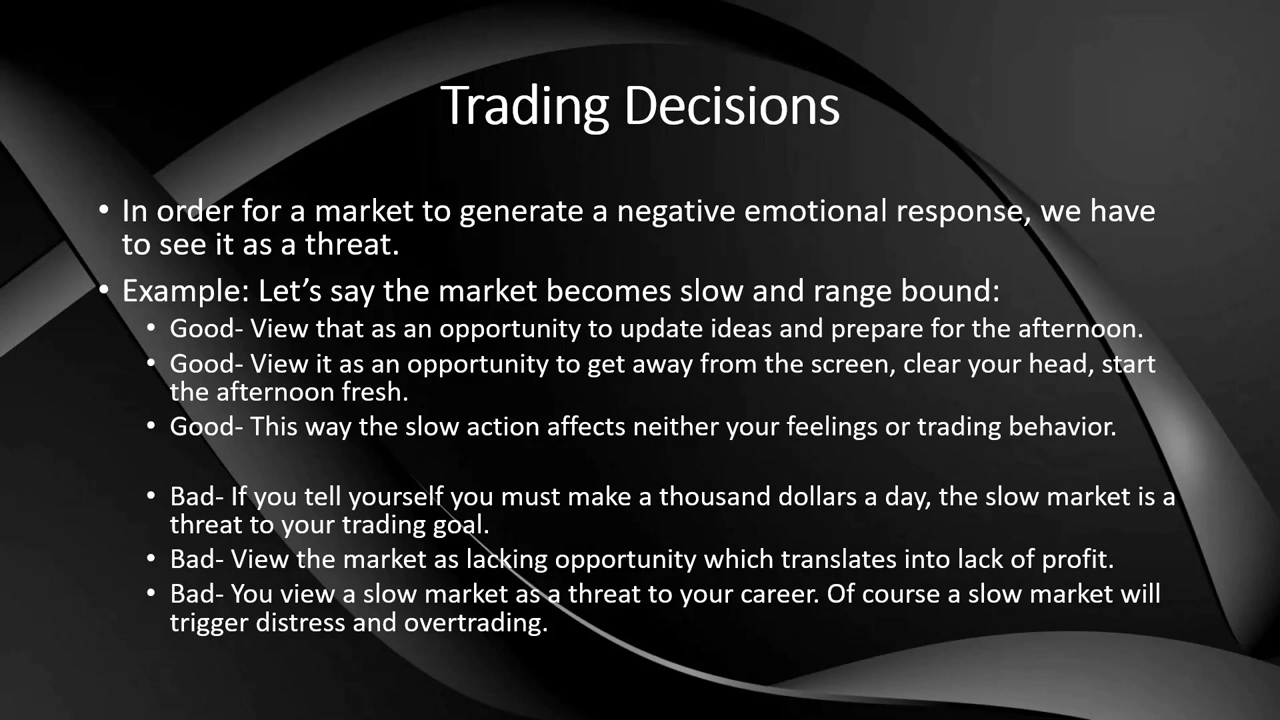 Trading Decisions
• In order for a market to generate a negative emotional response, we have
to see it as a threat.
• Example: Let’s say the market becomes slow and range bound:
• Good- View that as an opportunity to update ideas and prepare for the afternoon.
• Good- View it as an opportunity to get away from the screen, clear your head, start
the afternoon fresh.
• Good- This way the slow action affects neither your feelings or trading behavior.
• Bad- If you tell yourself you must make a thousand dollars a day, the slow market is a
threat to your trading goal.
• Bad- View the market as lacking opportunity which translates into lack of profit.
• Bad- You view a slow market as a threat to your career. Of course a slow market will
trigger distress and overtrading.